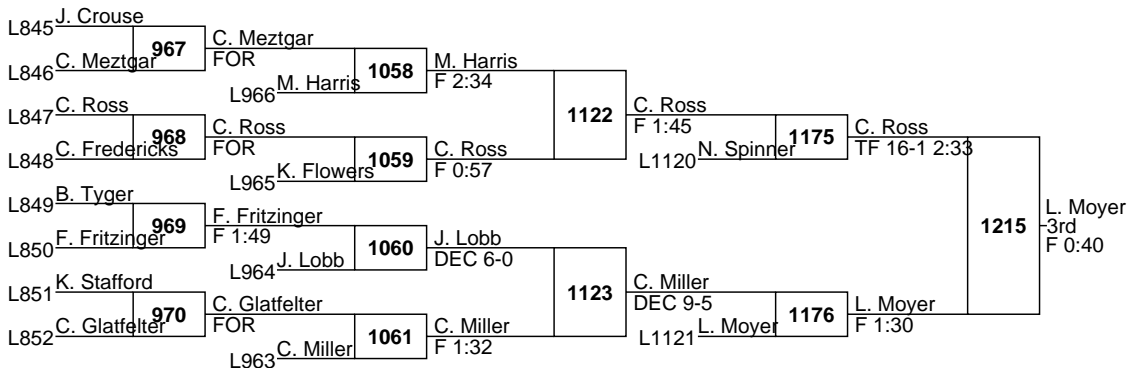 J. Crouse
L845
967
C. Meztgar
FOR
C. Meztgar
L846
1058
M. Harris
F 2:34
M. Harris
L966
C. Ross
L847
968
C. Ross
FOR
C. Fredericks
L848
1059
C. Ross
F 0:57
K. Flowers
L965
1122
C. Ross
F 1:45
N. Spinner
L1120
1175
C. Ross
TF 16-1 2:33
B. Tyger
L849
969
F. Fritzinger
F 1:49
F. Fritzinger
L850
1060
J. Lobb
DEC 6-0
J. Lobb
L964
K. Stafford
L851
970
C. Glatfelter
FOR
C. Glatfelter
L852
1061
C. Miller
F 1:32
C. Miller
L963
1123
C. Miller
DEC 9-5
L. Moyer
L1121
1176
L. Moyer
F 1:30
1215
L. Moyer
3rd
F 0:40